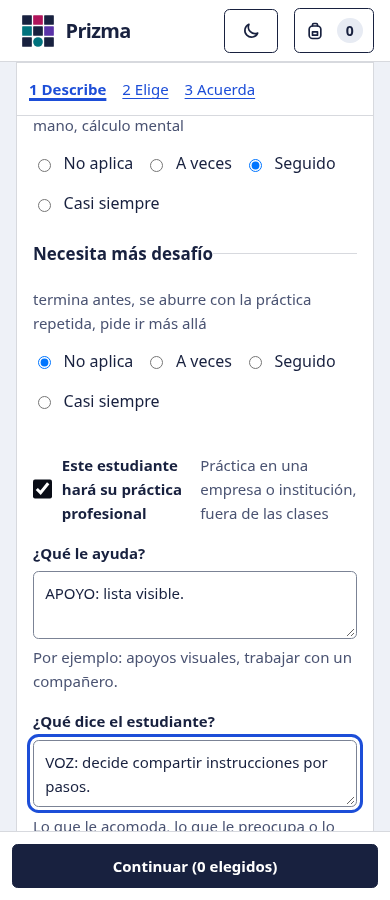 Prizma
0
1 Describe 2 Elige 3 Acuerda
mano, cálculo mental
No aplica A veces Seguido
Casi siempre
Necesita más desafío
termina antes, se aburre con la práctica
repetida, pide ir más allá
No aplica A veces Seguido
Casi siempre
Este estudiante
hará su práctica
profesional
Práctica en una
empresa o institución,
fuera de las clases
¿Qué le ayuda?
APOYO: lista visible.
Por ejemplo: apoyos visuales, trabajar con un
compañero.
¿Qué dice el estudiante?
VOZ: decide compartir instrucciones por
pasos.
Lo que le acomoda, lo que le preocupa o lo
Continuar (0 elegidos)